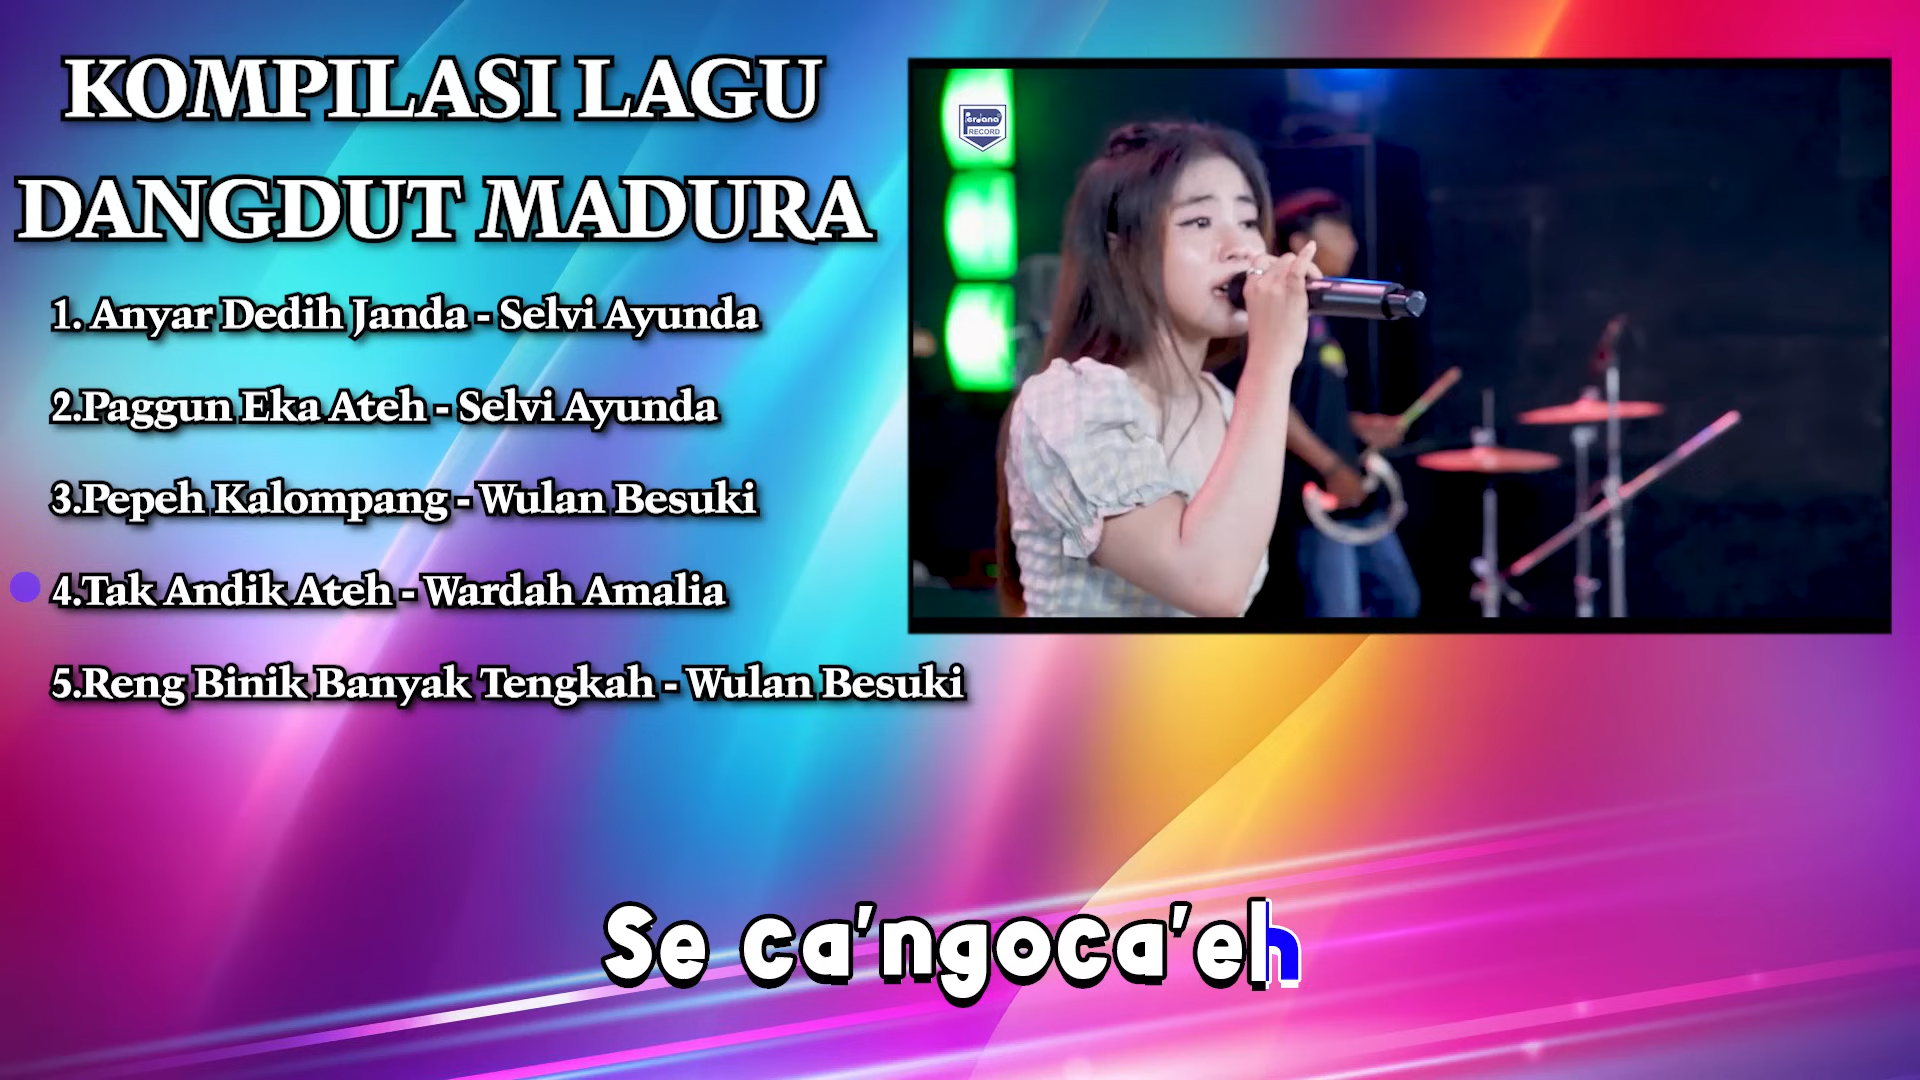 KOMPILASI LAGU
DANGDUT MADURA
1. Anyar Dedih Janda - Selvi Ayunda
2.Paggun Eka Ateh - Selvi Ayunda
3.Pepeh Kalompang - Wulan Besuki
4.Tak Andik Ateh - Wardah Amalia
5.Reng Binik Banyak Tengkah - Wulan Besuki
Perdana
RECORD
Se ca'ngoca'eh